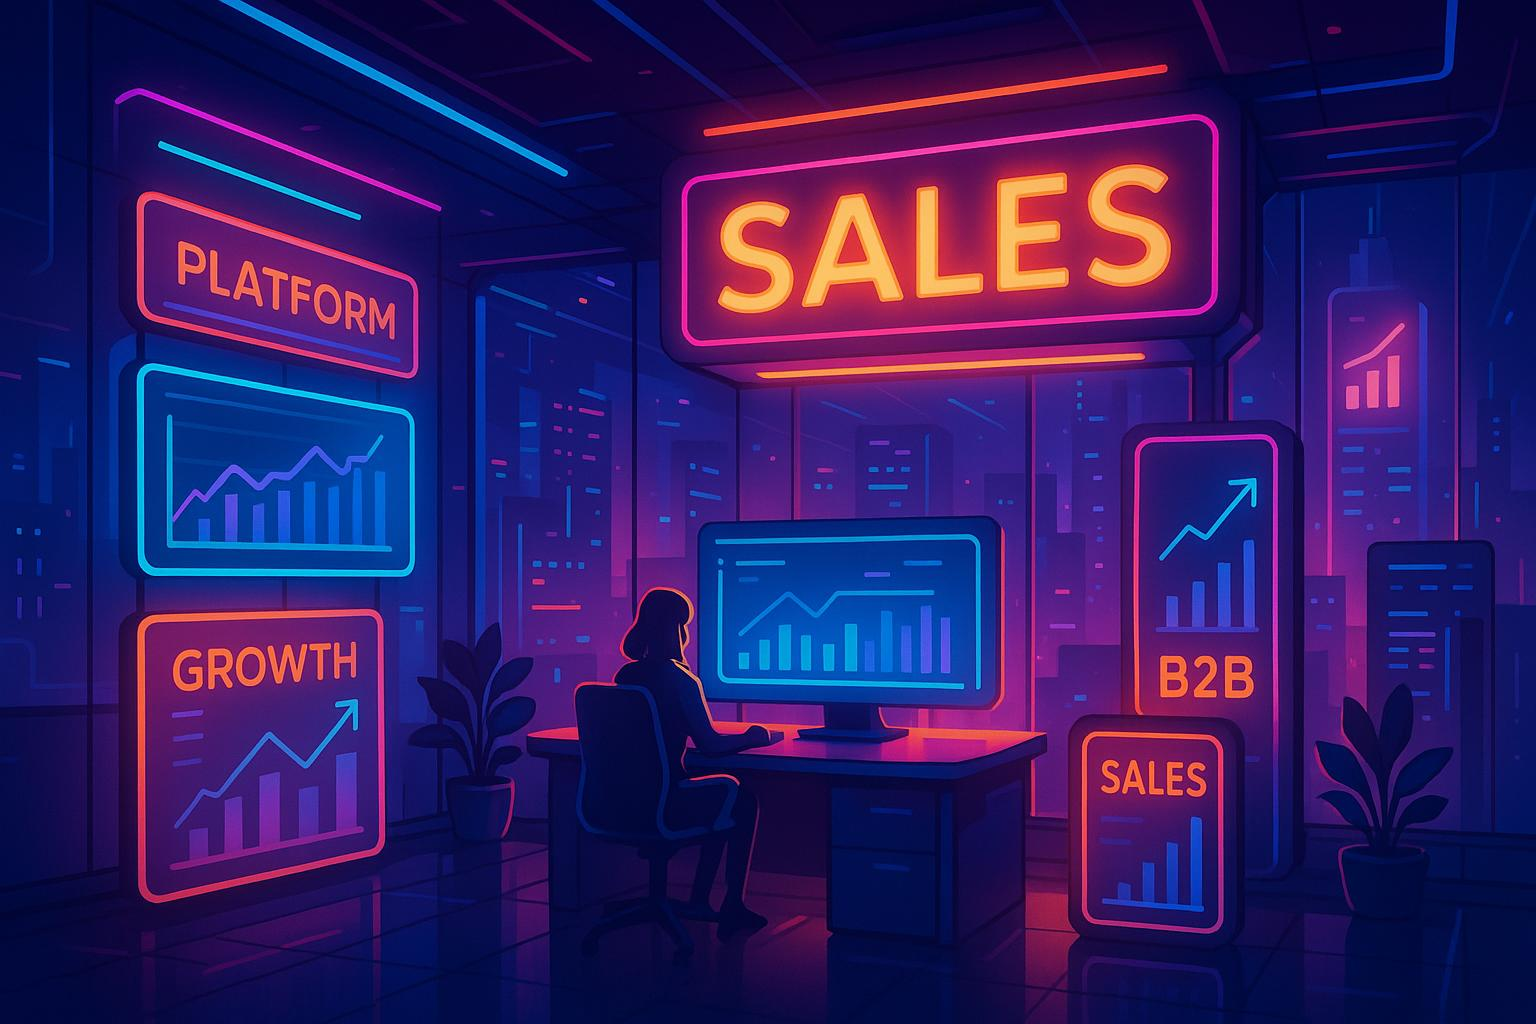 PLATFORM
SALES
GROWTH
B2B
SALES